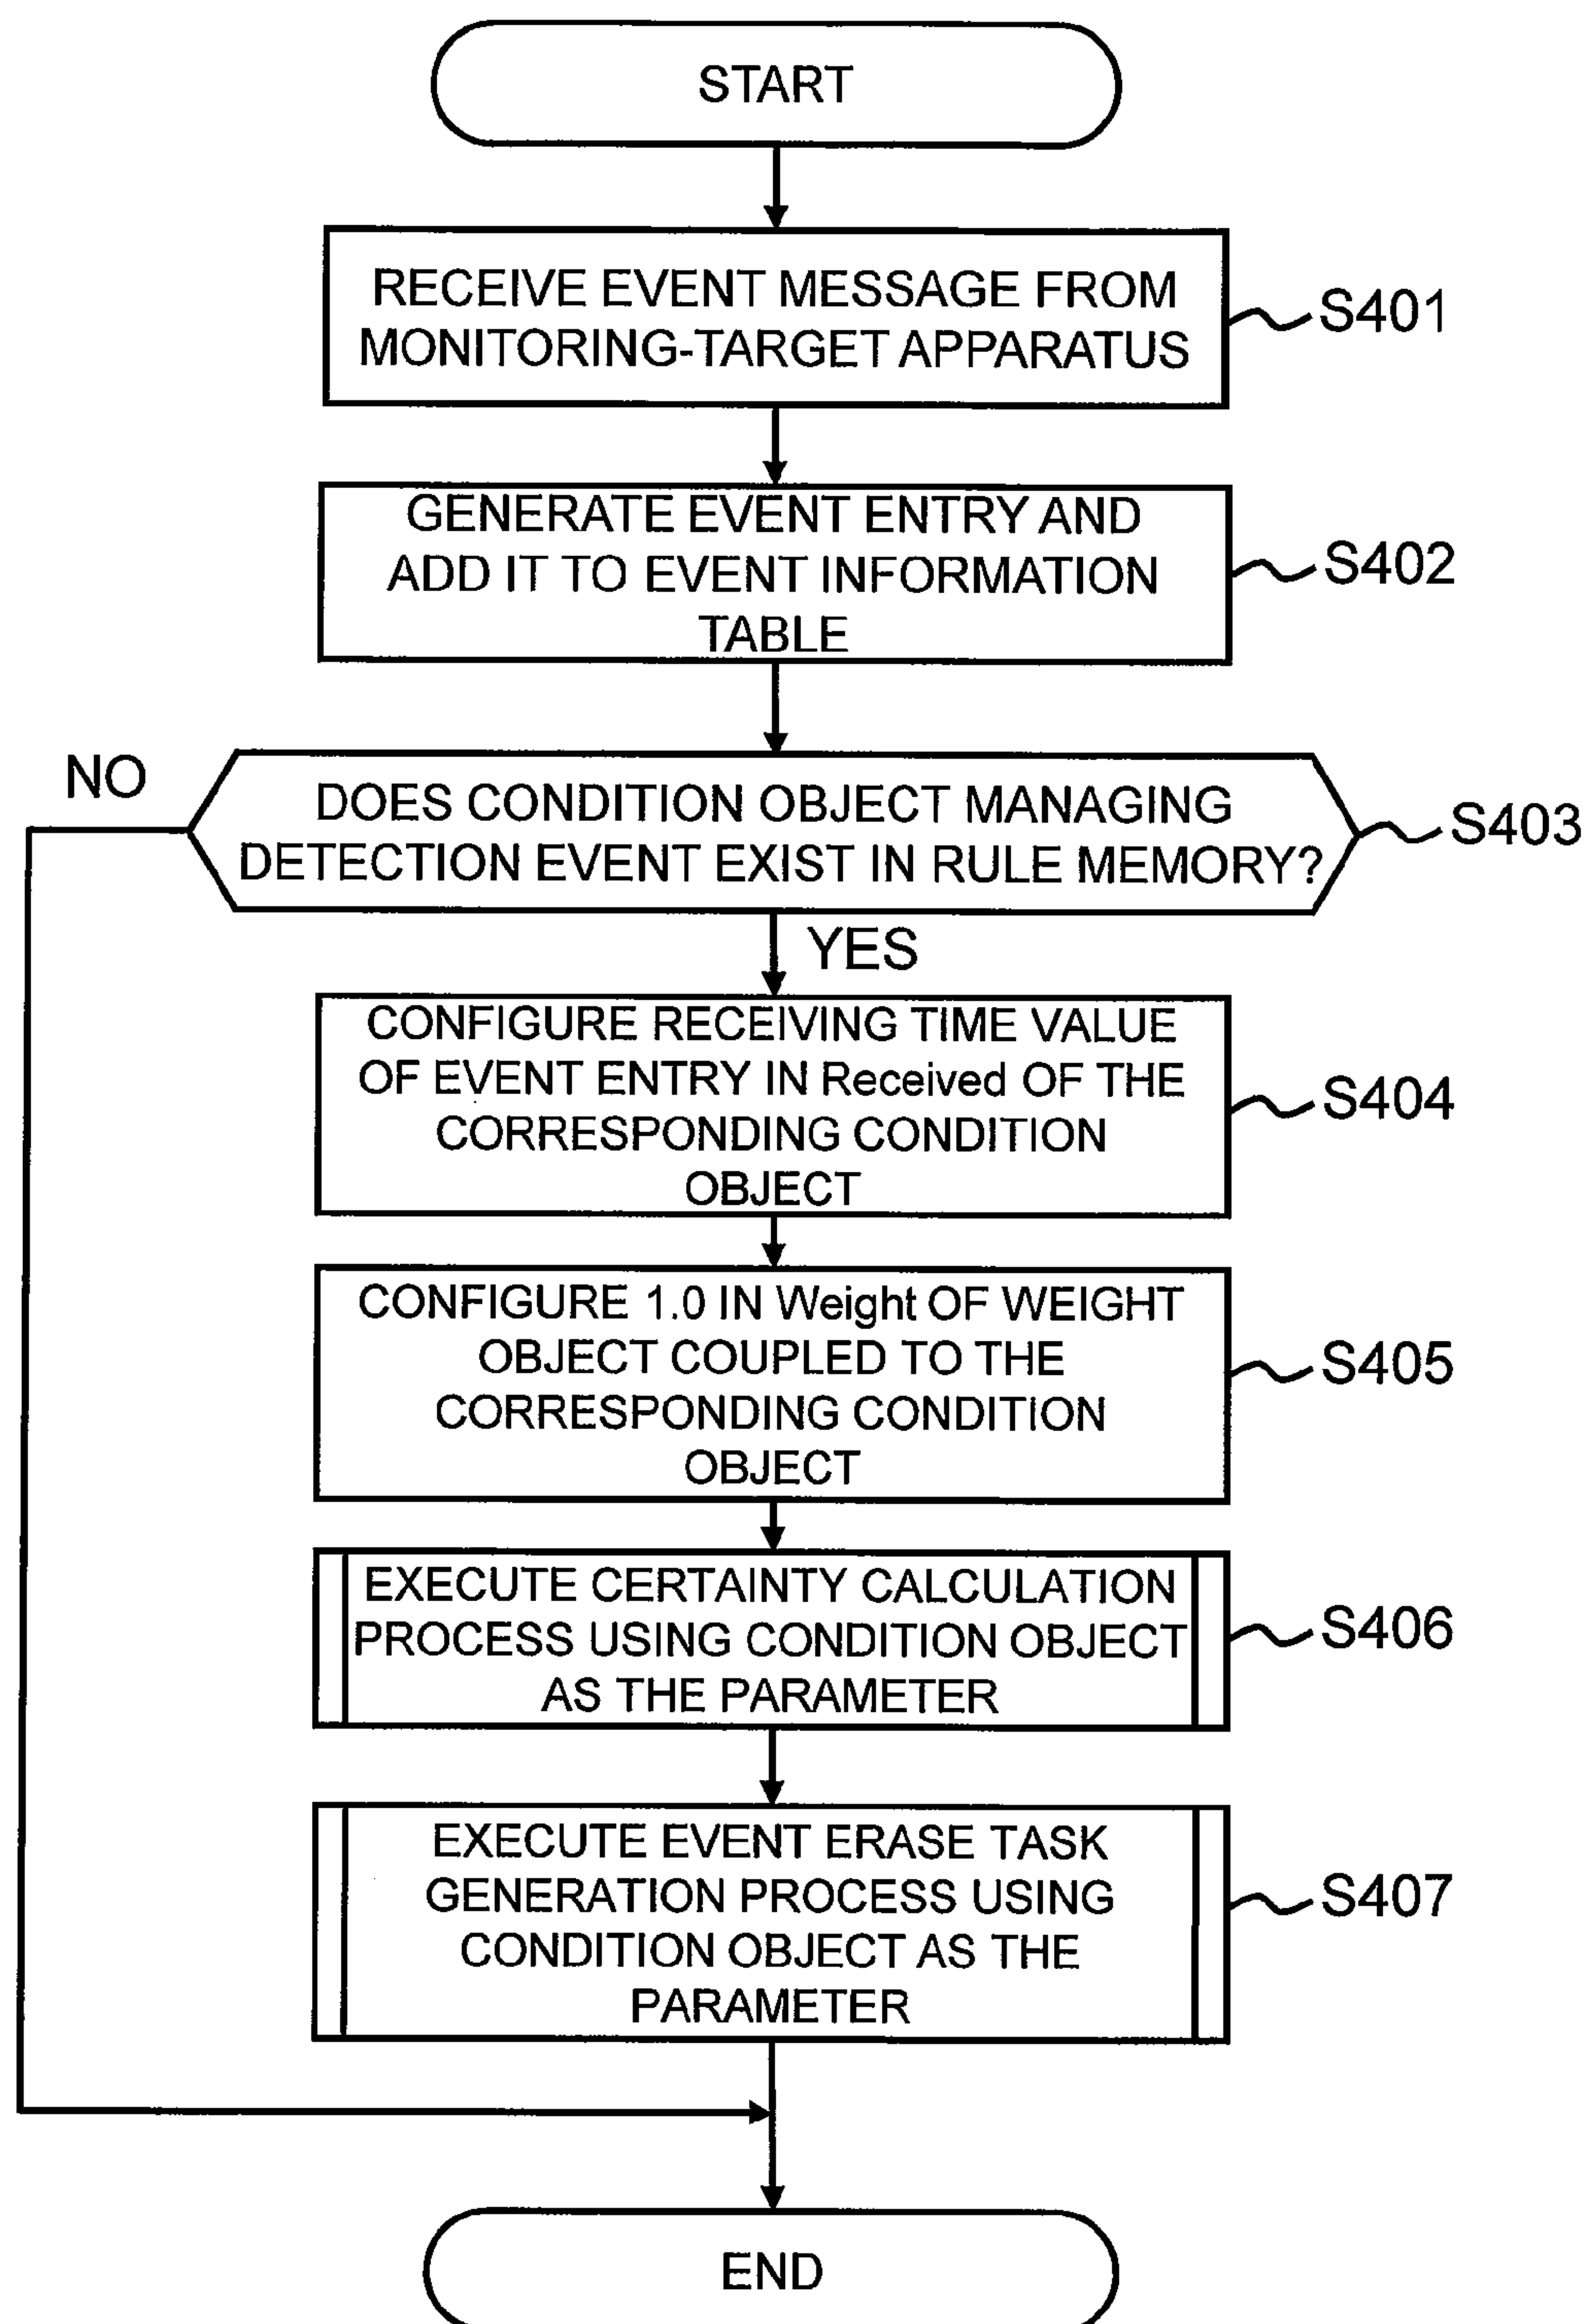 START
RECEIVE EVENT MESSAGE FROM
MONITORING-TARGET APPARATUS
S401
GENERATE EVENT ENTRY AND
ADD IT TO EVENT INFORMATION
TABLE
S402
NO
DOES CONDITION OBJECT MANAGING
DETECTION EVENT EXIST IN RULE MEMORY?
S403
YES
CONFIGURE RECEIVING TIME VALUE
OF EVENT ENTRY IN Received OF THE
CORRESPONDING CONDITION
OBJECT
S404
CONFIGURE 1.0 IN Weight OF WEIGHT
OBJECT COUPLED TO THE
CORRESPONDING CONDITION
OBJECT
S405
EXECUTE CERTAINTY CALCULATION
PROCESS USING CONDITION OBJECT
AS THE PARAMETER
S406
EXECUTE EVENT ERASE TASK
GENERATION PROCESS USING
CONDITION OBJECT AS THE
PARAMETER
S407
END